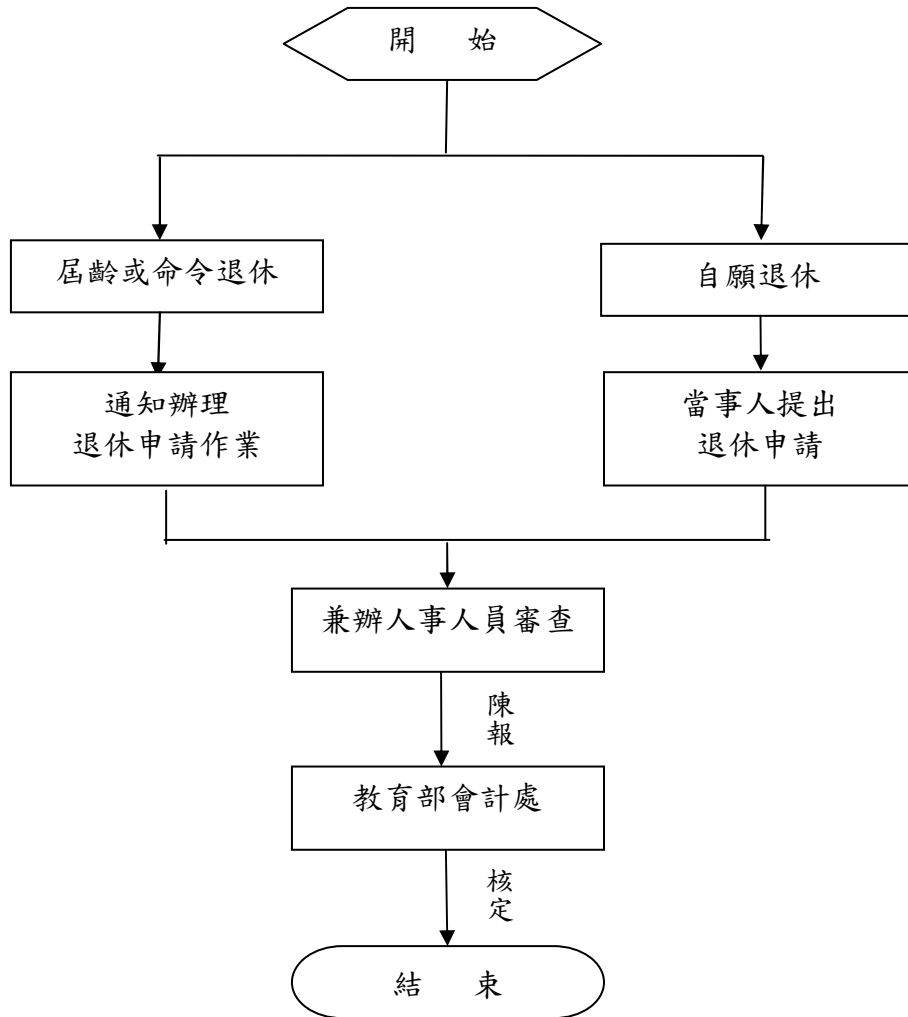 開 始
屆齡或命令退休
自願退休
通知辦理
退休申請作業
當事人提出
退休申請
兼辦人事人員審查
陳報
教育部會計處
核定
結 束